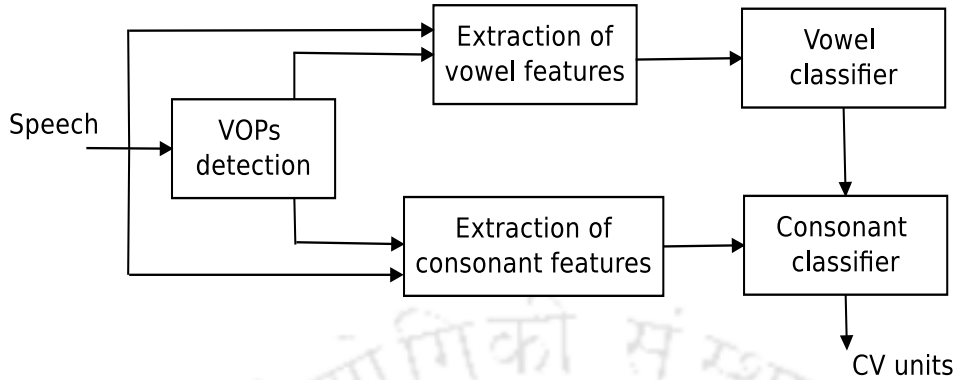 Extraction of
vowel features
Vowel
classifier
Speech
VOPs
detection
Extraction of
consonant features
Consonant
classifier
CV units